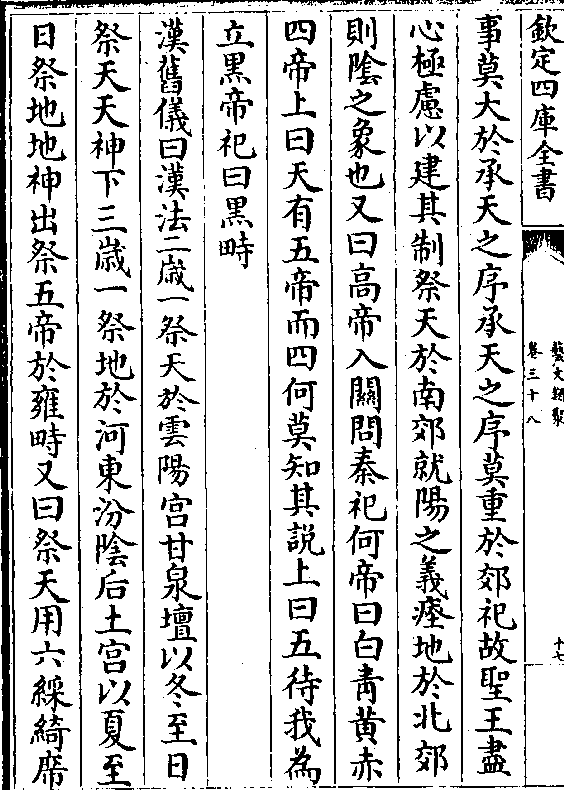 欽定四庫全書
藝文類聚
卷三十八
十七
事莫大於承天之序承天之序莫重於郊祀故聖王盡
心極慮以建其制祭天於南郊就陽之義瘞地於北郊
則陰之象也又曰高帝入關問秦祀何帝曰白青黃赤
四帝上曰天有五帝而四何莫知其説上曰五待我為
立黒帝祀曰黒畤
漢舊儀曰漢法二嵗一祭天於雲陽宫甘泉壇以冬至日
祭天天神下三嵗一祭地於河東汾陰后土宫以夏至
日祭地地神出祭五帝於雍畤又曰祭天用六綵綺席